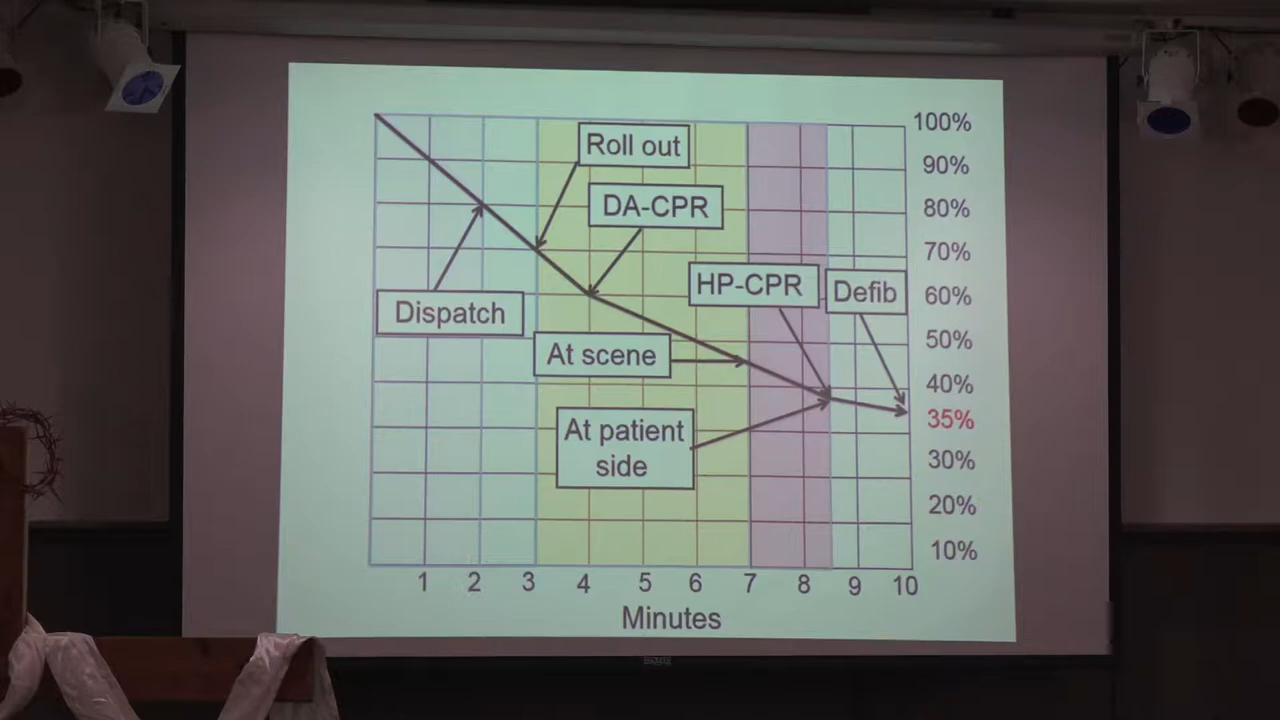 100%
Roll out
90%
DA-CPR
80%
70%
HP-CPR
Defib
60%
Dispatch
50%
At scene
40%
35%
At patient
side
30%
20%
10%
1 2 3 4 5 6 7 8 9 10
Minutes